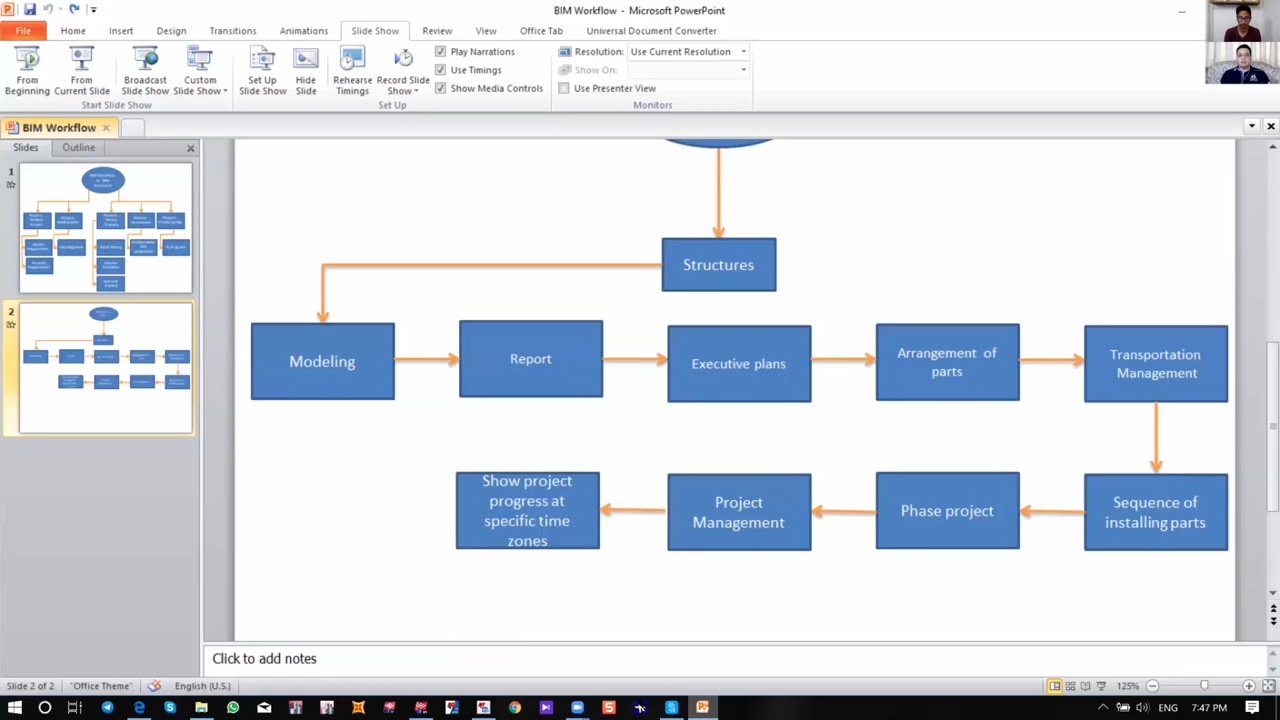 BIM Workflow - Microsoft PowerPoint
File Home Insert Design Transitions Animations Slide Show Review View Office Tab Universal Document Converter
From Beginning
From Current Slide
Broadcast Slide Show
Custom Slide Show
Start Slide Show
Set Up Slide Show
Hide Slide
Rehearse Timings
Record Slide Show
Play Narrations
Use Timings
Show Media Controls
Set Up
Resolution: Use Current Resolution
Show On:
Use Presenter View
Monitors
BIM Workflow
Slides Outline
1
2
Structures
Modeling
Report
Executive plans
Arrangement of
parts
Transportation
Management
Show project
progress at
specific time
zones
Project
Management
Phase project
Sequence of
installing parts
Click to add notes
Slide 2 of 2 "Office Theme" English (U.S.) 125%
ENG 7:47 PM